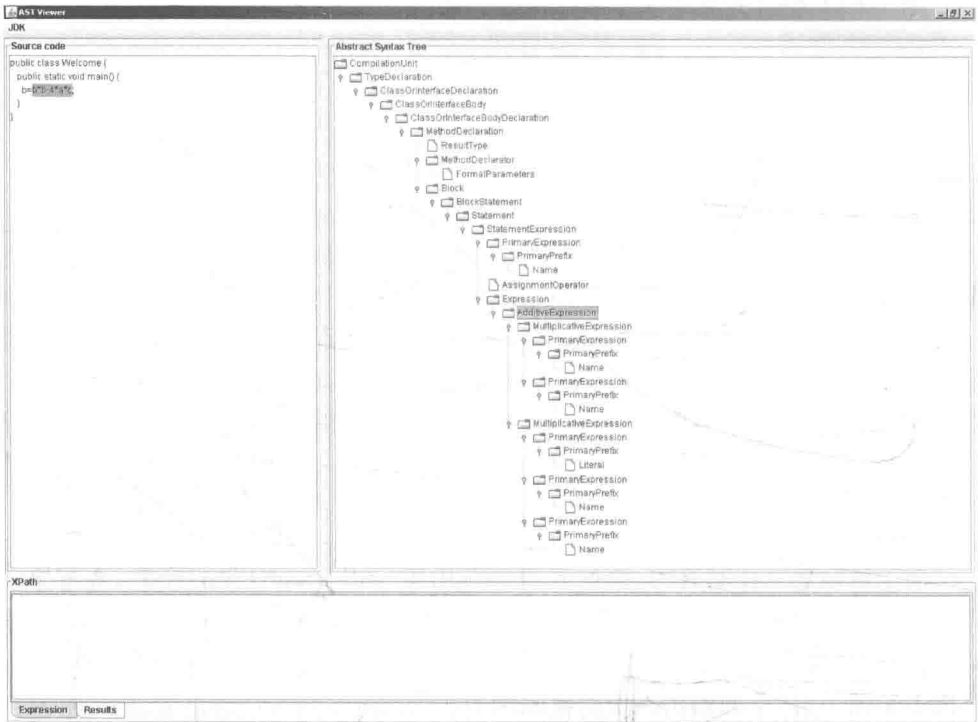 AST Viewer
JDK
Source code
public class Welcome {
public static void main() {
b=b*b-4*a*c;
}
}
Abstract Syntax Tree
CompilationUnit
TypeDeclaration
ClassOrInterfaceDeclaration
ClassOrInterfaceBody
ClassOrInterfaceBodyDeclaration
MethodDeclaration
ResultType
MethodDeclarator
FormalParameters
Block
BlockStatement
Statement
StatementExpression
PrimaryExpression
PrimaryPrefix
Name
AssignmentOperator
Expression
AdditiveExpression
MultiplicativeExpression
PrimaryExpression
PrimaryPrefix
Name
PrimaryExpression
PrimaryPrefix
Name
MultiplicativeExpression
PrimaryExpression
PrimaryPrefix
Literal
PrimaryExpression
PrimaryPrefix
Name
PrimaryExpression
PrimaryPrefix
Name
XPath
Expression Results